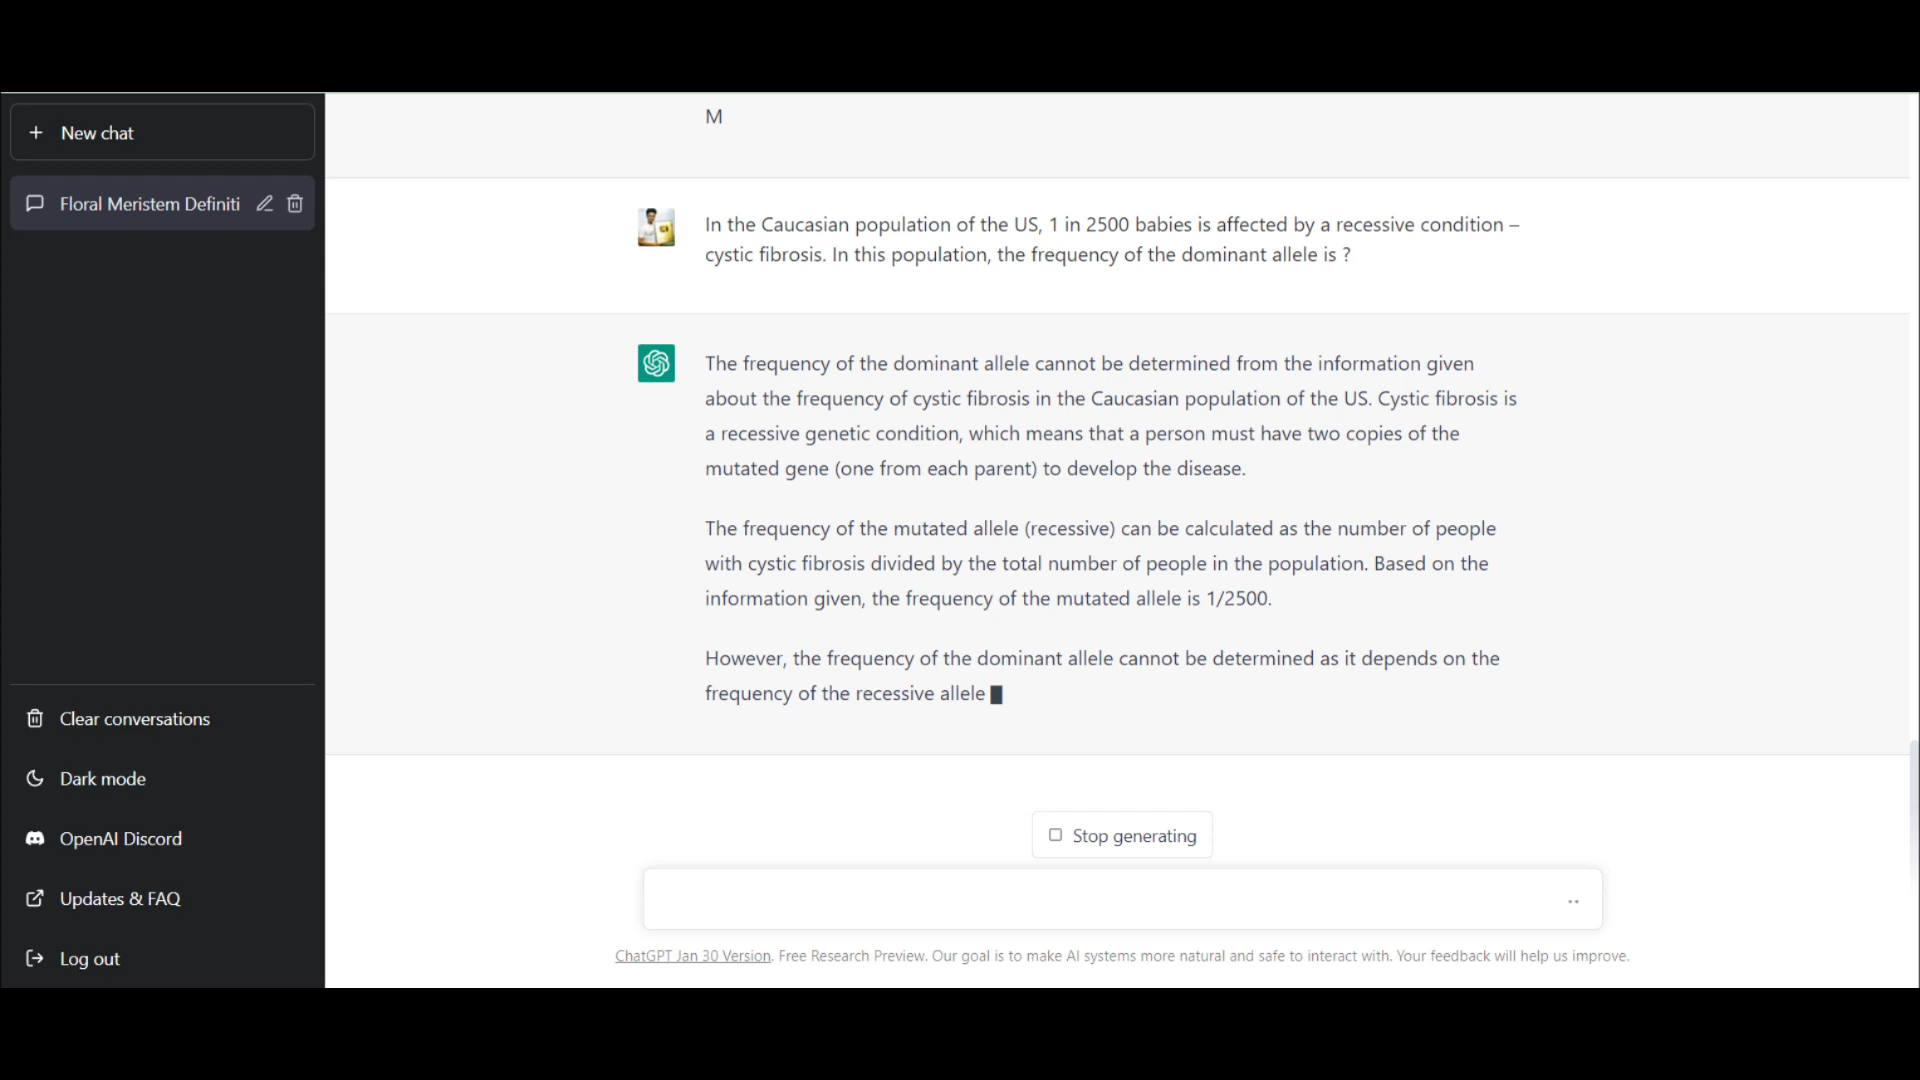 New chat
Floral Meristem Definiti
Clear conversations
Dark mode
OpenAI Discord
Updates & FAQ
Log out
M
In the Caucasian population of the US, 1 in 2500 babies is affected by a recessive condition –
cystic fibrosis. In this population, the frequency of the dominant allele is ?
The frequency of the dominant allele cannot be determined from the information given
about the frequency of cystic fibrosis in the Caucasian population of the US. Cystic fibrosis is
a recessive genetic condition, which means that a person must have two copies of the
mutated gene (one from each parent) to develop the disease.
The frequency of the mutated allele (recessive) can be calculated as the number of people
with cystic fibrosis divided by the total number of people in the population. Based on the
information given, the frequency of the mutated allele is 1/2500.
However, the frequency of the dominant allele cannot be determined as it depends on the
frequency of the recessive allele
Stop generating
ChatGPT Jan 30 Version. Free Research Preview. Our goal is to make AI systems more natural and safe to interact with. Your feedback will help us improve.